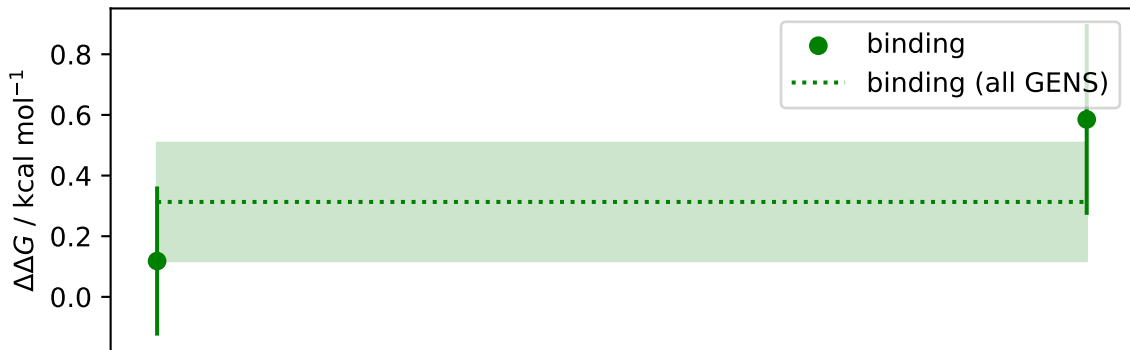 0.8
0.6
0.4
0.2
0.0
ΔΔG / kcal mol⁻¹
binding
binding (all GENS)